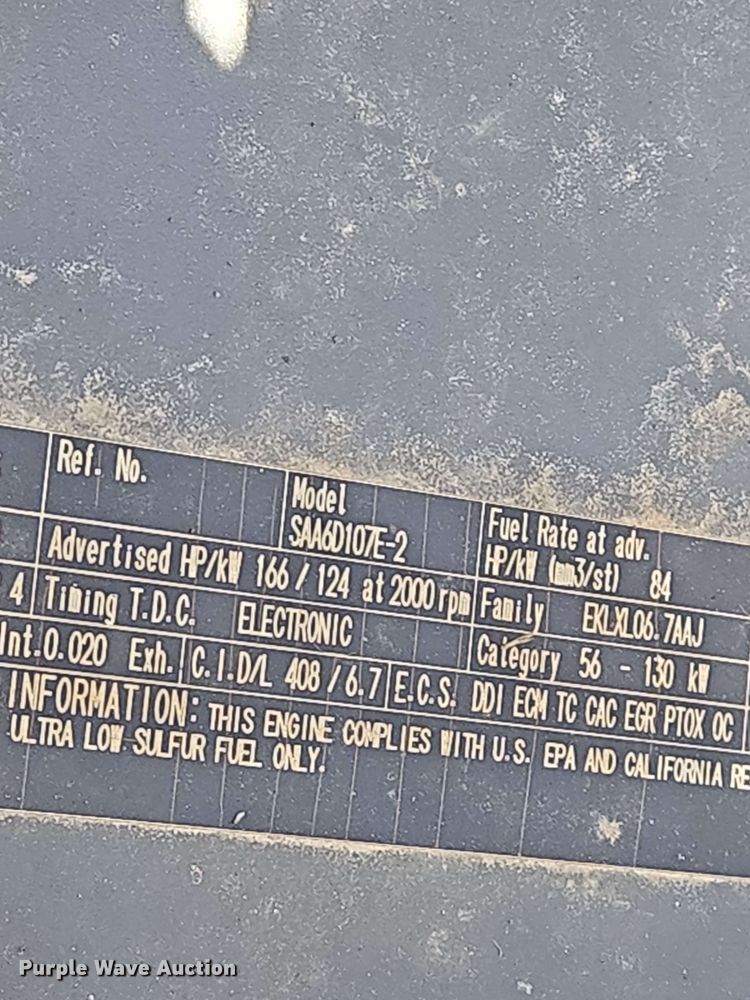 Ref. No.
Model
SAA6D107E-2
Fuel Rate at adv.
HP/kW (mm3/st) 84
Advertised HP/kW 166 / 124 at 2000rpm
Family EKLXL06.7AAJ
4 Timing T.D.C. ELECTRONIC
Category 56 - 130 kW
Int.0.020 Exh. C.I.D/L 408 / 6.7 E.C.S. DDI ECM TC CAC EGR PTOX OC
INFORMATION: THIS ENGINE COMPLIES WITH U.S. EPA AND CALIFORNIA RE
ULTRA LOW SULFUR FUEL ONLY.
Purple Wave Auction